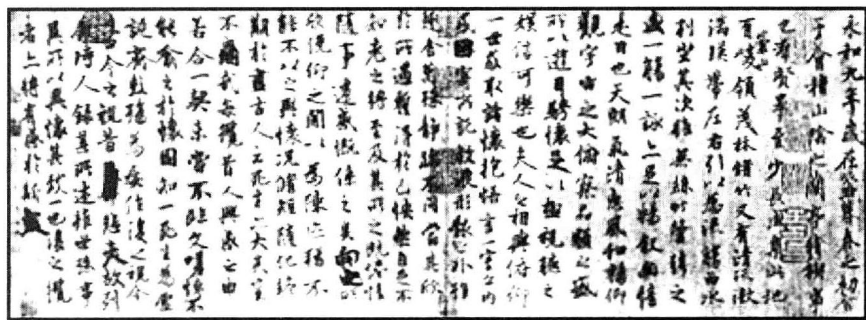 永和九年歲在癸丑暮春之初會
于會稽山陰之蘭亭脩稧事
也群賢畢至少長咸集此地
有崇山峻領茂林脩竹又有清流激
湍暎帶左右引以為流觴曲水
列坐其次雖無絲竹管弦之
盛一觴一詠亦足以暢敘幽情
是日也天朗氣清惠風和暢仰
觀宇宙之大俯察品類之盛
所以遊目騁懷足以極視聽之
娛信可樂也夫人之相與俯仰
一世或取諸懷抱悟言一室之內
或因寄所託放浪形骸之外雖
趣舍萬殊靜躁不同當其欣
於所遇蹔得於己怏然自足不
知老之將至及其所之既惓情
隨事遷感慨係之矣向之所
欣俛仰之閒以為陳迹猶不
能不以之興懷況脩短隨化終
期於盡古人云死生亦大矣豈
不痛哉每攬昔人興感之由
若合一契未嘗不臨文嗟悼不
能喻之於懷固知一死生為虛
誕齊彭殤為妄作後之視今
今之視昔悲夫故列
敘時人錄其所述雖世殊事
異所以興懷其致一也後之攬
者亦將有感於斯